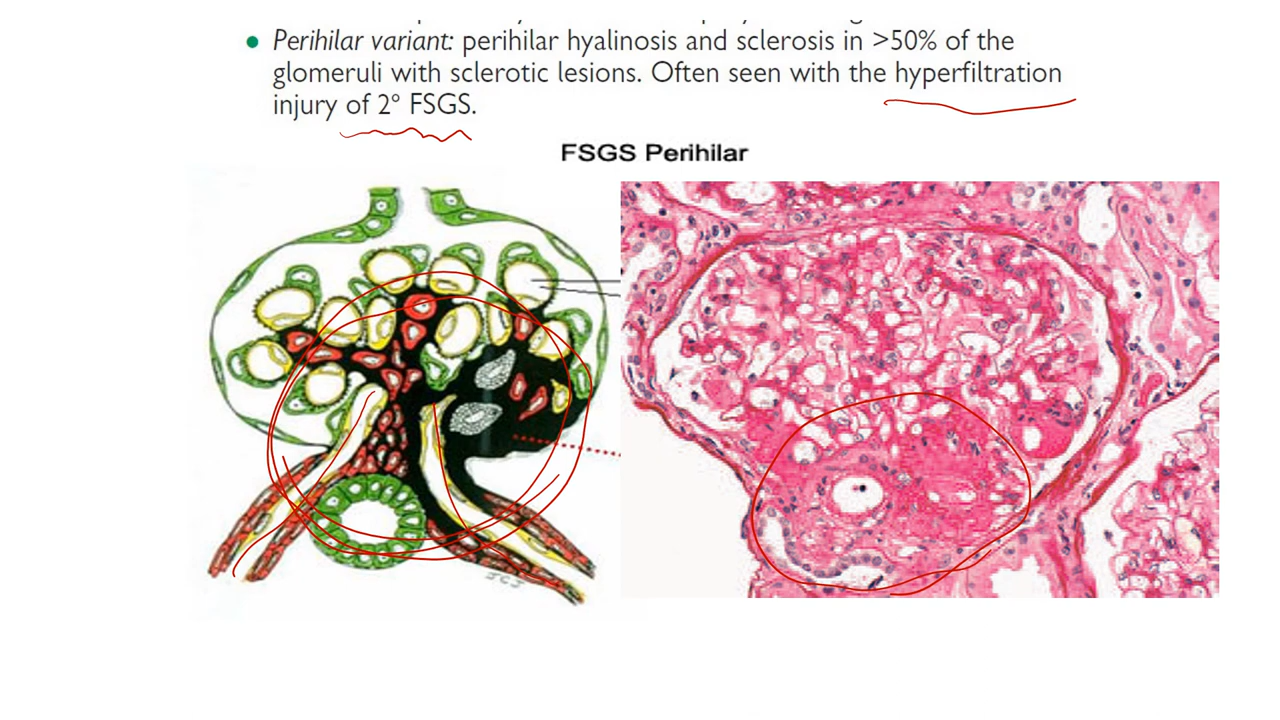 ● Perihilar variant: perihilar hyalinosis and sclerosis in >50% of the
glomeruli with sclerotic lesions. Often seen with the hyperfiltration
injury of 2° FSGS.
FSGS Perihilar
JCJ